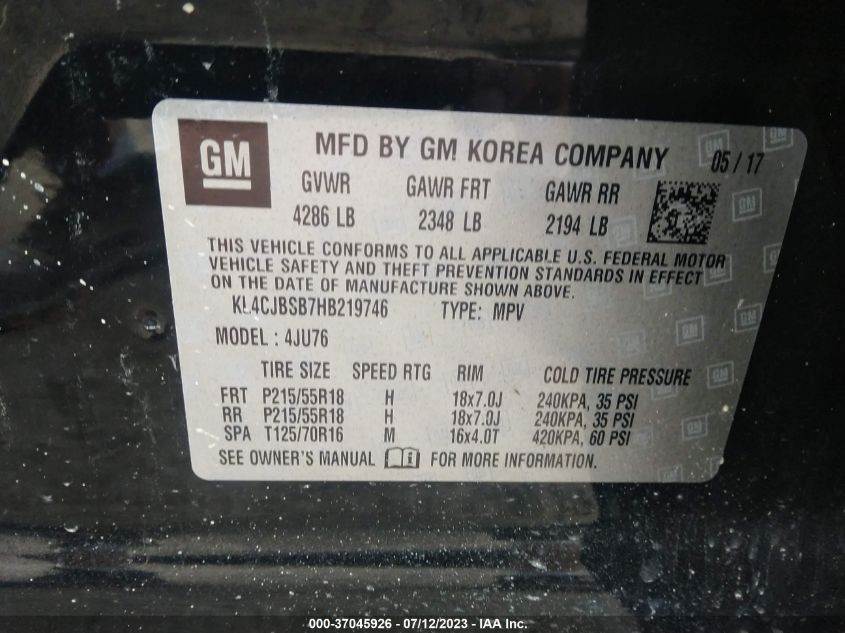 GM
MFD BY GM KOREA COMPANY 05/17
GVWR GAWR FRT GAWR RR
4286 LB 2348 LB 2194 LB
THIS VEHICLE CONFORMS TO ALL APPLICABLE U.S. FEDERAL MOTOR
VEHICLE SAFETY AND THEFT PREVENTION STANDARDS IN EFFECT
ON THE DATE OF MANUFACTURE SHOWN ABOVE.
KL4CJBSB7HB219746 TYPE: MPV
MODEL : 4JU76
TIRE SIZE SPEED RTG RIM COLD TIRE PRESSURE
FRT P215/55R18 H 18x7.0J 240KPA, 35 PSI
RR P215/55R18 H 18x7.0J 240KPA, 35 PSI
SPA T125/70R16 M 16x4.0T 420KPA, 60 PSI
SEE OWNER'S MANUAL FOR MORE INFORMATION.
000-37045926 - 07/12/2023 - IAA Inc.